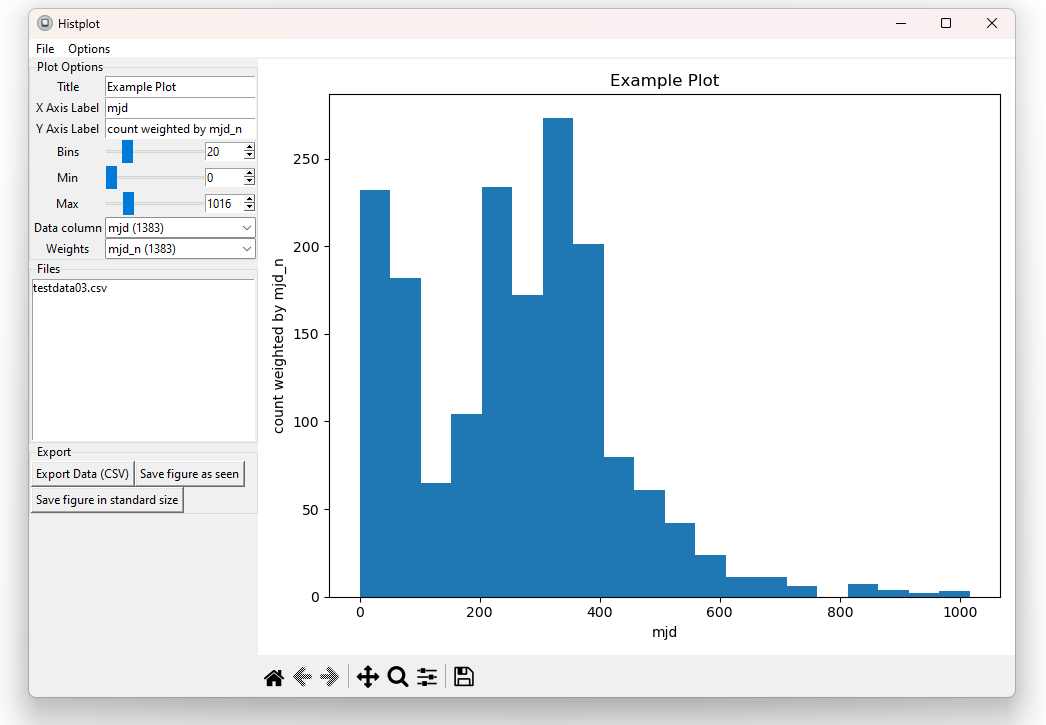 Histplot
File Options
Plot Options
Title Example Plot
X Axis Label mjd
Y Axis Label count weighted by mjd_n
Bins 20
Min 0
Max 1016
Data column mjd (1383)
Weights mjd_n (1383)
Files
testdata03.csv
Export
Export Data (CSV) Save figure as seen
Save figure in standard size
Example Plot
count weighted by mjd_n
250
200
150
100
50
0
0 200 400 600 800 1000
mjd